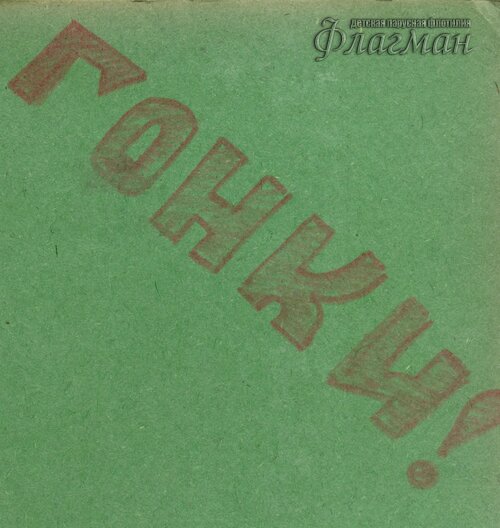 детская парусная флотилия
Флагман
ГОНКИ!